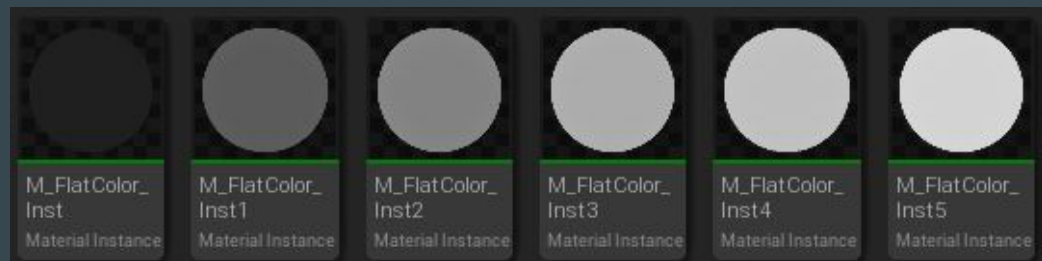 M_FlatColor_
Inst
Material Instance
M_FlatColor_
Inst1
Material Instance
M_FlatColor_
Inst2
Material Instance
M_FlatColor_
Inst3
Material Instance
M_FlatColor_
Inst4
Material Instance
M_FlatColor_
Inst5
Material Instance